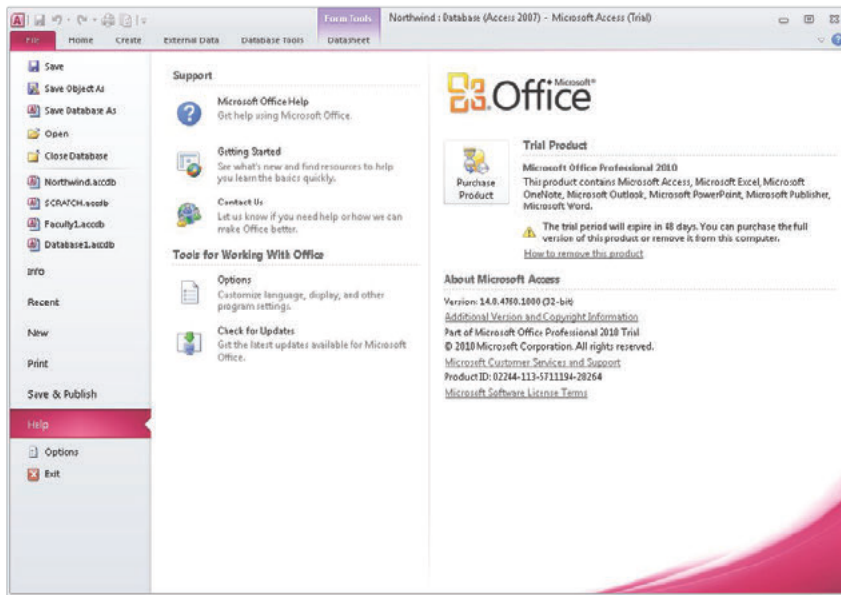 Form Tools
Northwind : Database (Access 2007) - Microsoft Access (Trial)
File
Home
Create
External Data
Database Tools
Datasheet
Save
Save Object As
Save Database As
Open
Close Database
Northwind.accdb
SCRATCH.accdb
Faculty1.accdb
Database1.accdb
Info
Recent
New
Print
Save & Publish
Help
Options
Exit
Support
Microsoft Office Help
Get help using Microsoft Office.
Getting Started
See what's new and find resources to help
you learn the basics quickly.
Contact Us
Let us know if you need help or how we can
make Office better.
Tools for Working With Office
Options
Customize language, display, and other
program settings.
Check for Updates
Get the latest updates available for Microsoft
Office.
Microsoft®
Office
Purchase
Product
Trial Product
Microsoft Office Professional 2010
This product contains Microsoft Access, Microsoft Excel, Microsoft
OneNote, Microsoft Outlook, Microsoft PowerPoint, Microsoft Publisher,
Microsoft Word.
The trial period will expire in 48 days. You can purchase the full
version of this product or remove it from this computer.
How to remove this product
About Microsoft Access
Version: 14.0.4760.1000 (32-bit)
Additional Version and Copyright Information
Part of Microsoft Office Professional 2010 Trial
© 2010 Microsoft Corporation. All rights reserved.
Microsoft Customer Services and Support
Product ID: 02244-113-5711194-28264
Microsoft Software License Terms